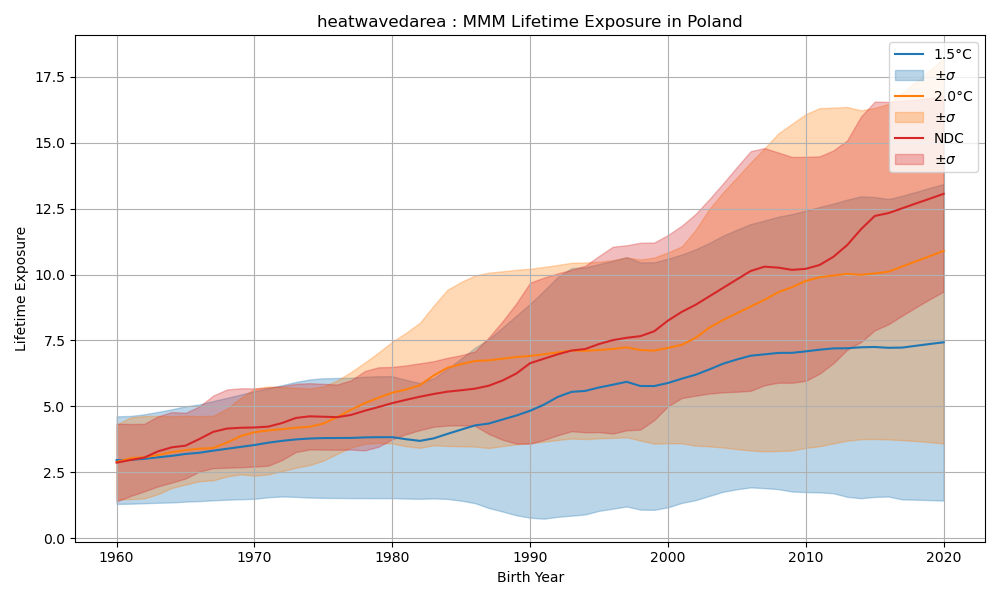 heatwavedarea : MMM Lifetime Exposure in Poland
Lifetime Exposure
17.5
15.0
12.5
10.0
7.5
5.0
2.5
0.0
1960 1970 1980 1990 2000 2010 2020
Birth Year
1.5°C
±σ
2.0°C
±σ
NDC
±σ